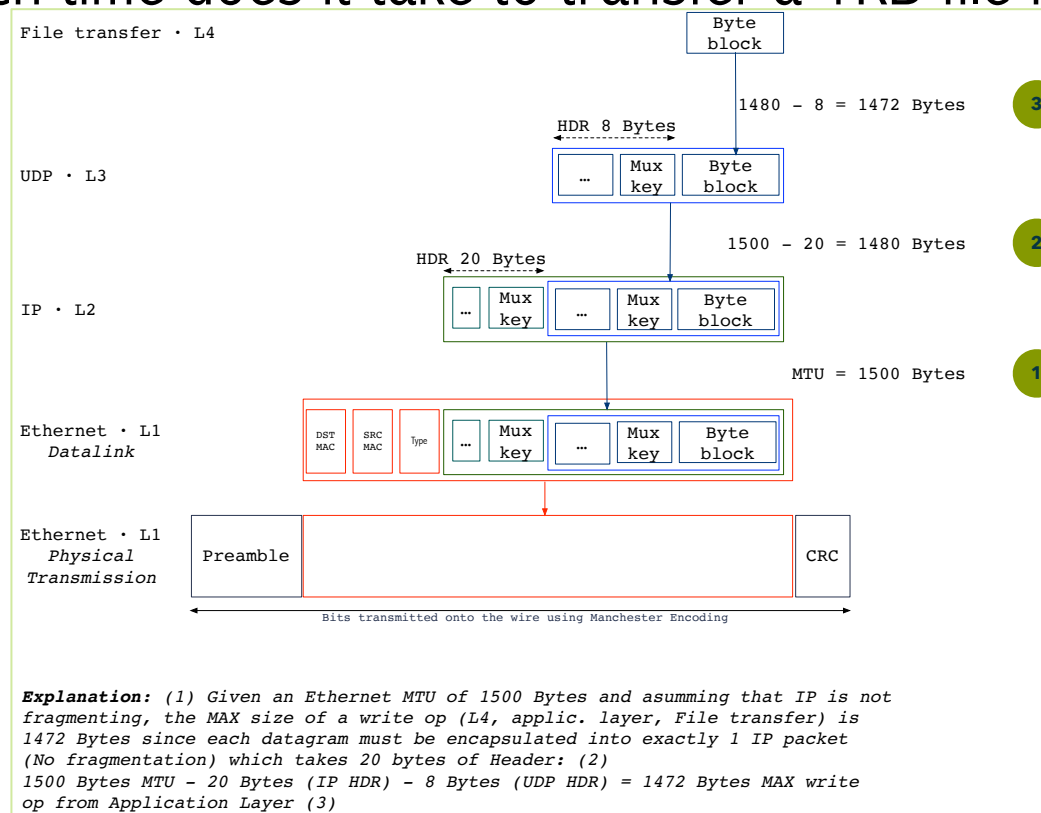 time does it take to transfer a
File transfer · L4
Byte
block
1480 – 8 = 1472 Bytes
3
HDR 8 Bytes
UDP · L3
…
Mux
key
Byte
block
1500 – 20 = 1480 Bytes
2
HDR 20 Bytes
IP · L2
…
Mux
key
…
Mux
key
Byte
block
MTU = 1500 Bytes
1
Ethernet · L1
Datalink
DST
MAC
SRC
MAC
Type
…
Mux
key
…
Mux
key
Byte
block
Ethernet · L1
Physical
Transmission
Preamble
CRC
Bits transmitted onto the wire using Manchester Encoding
Explanation: (1) Given an Ethernet MTU of 1500 Bytes and asumming that IP is not
fragmenting, the MAX size of a write op (L4, applic. layer, File transfer) is
1472 Bytes since each datagram must be encapsulated into exactly 1 IP packet
(No fragmentation) which takes 20 bytes of Header: (2)
1500 Bytes MTU – 20 Bytes (IP HDR) – 8 Bytes (UDP HDR) = 1472 Bytes MAX write
op from Application Layer (3)